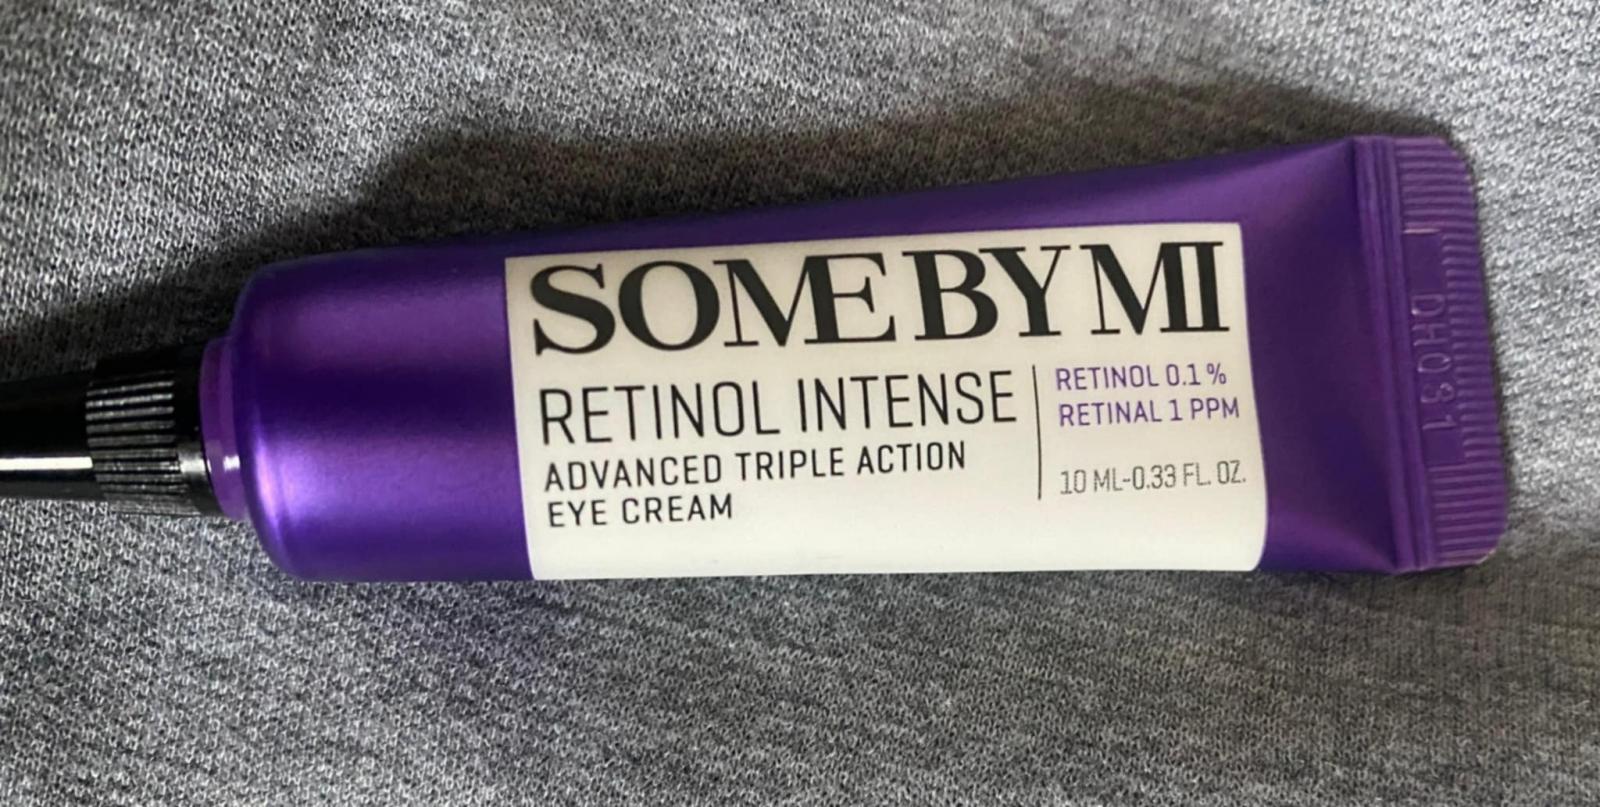 SOME BY MI
RETINOL INTENSE
ADVANCED TRIPLE ACTION
EYE CREAM
RETINOL 0.1%
RETINAL 1 PPM
10 ML-0.33 FL. OZ.
DH031